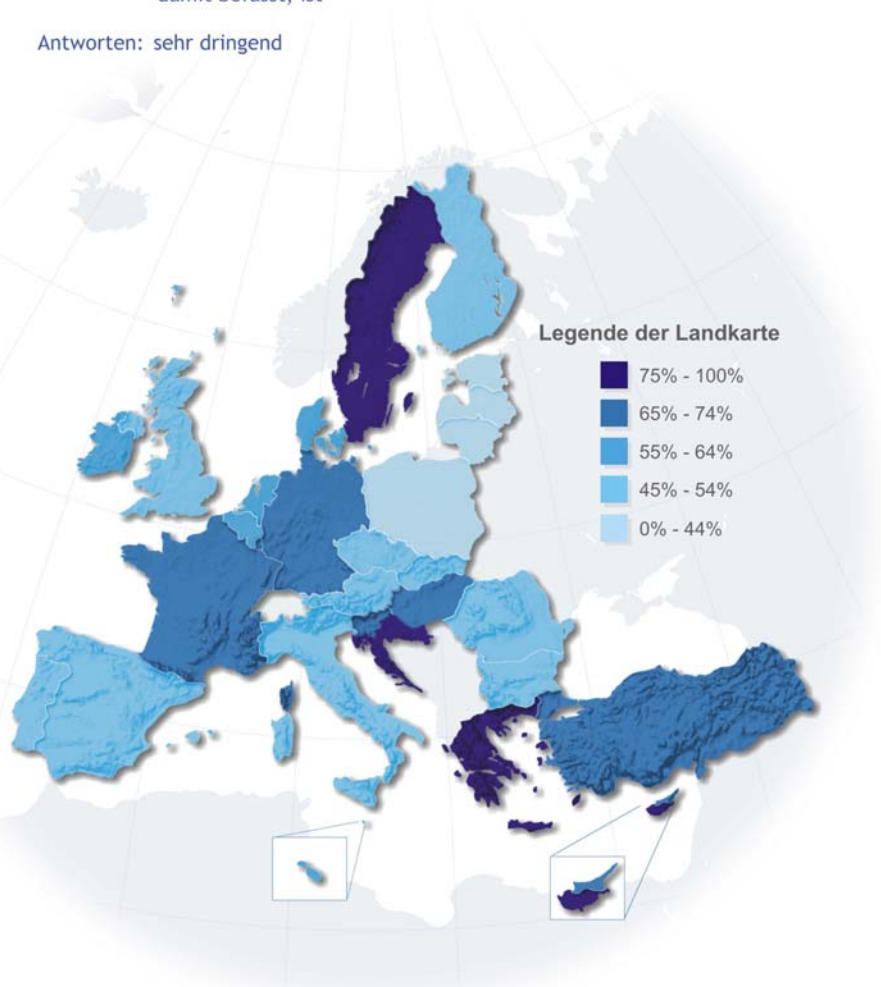 damit befasst, ist
Antworten: sehr dringend
Legende der Landkarte
75% - 100%
65% - 74%
55% - 64%
45% - 54%
0% - 44%